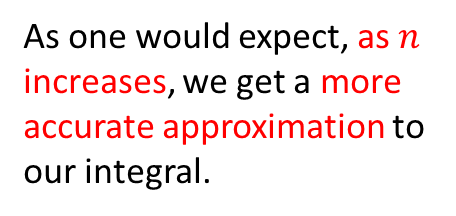 As one would expect, as n
increases, we get a more
accurate approximation to
our integral.